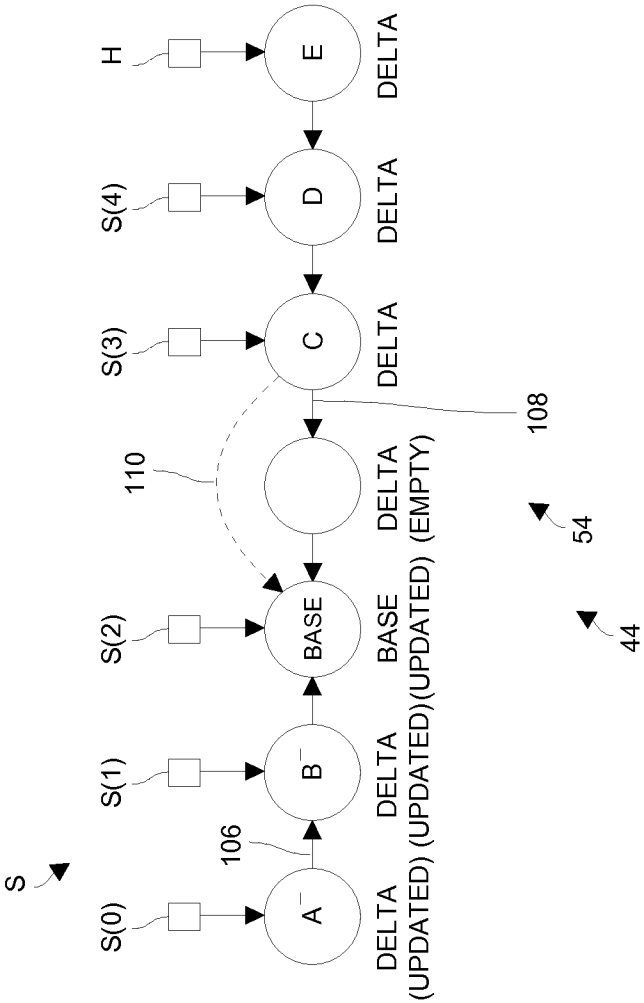 S
S(0)
S(1)
S(2)
S(3)
S(4)
H
106
110
A‾
B‾
BASE
C
D
E
108
DELTA
(UPDATED)
DELTA
(UPDATED)
BASE
(UPDATED)
DELTA
(EMPTY)
DELTA
DELTA
DELTA
54
44